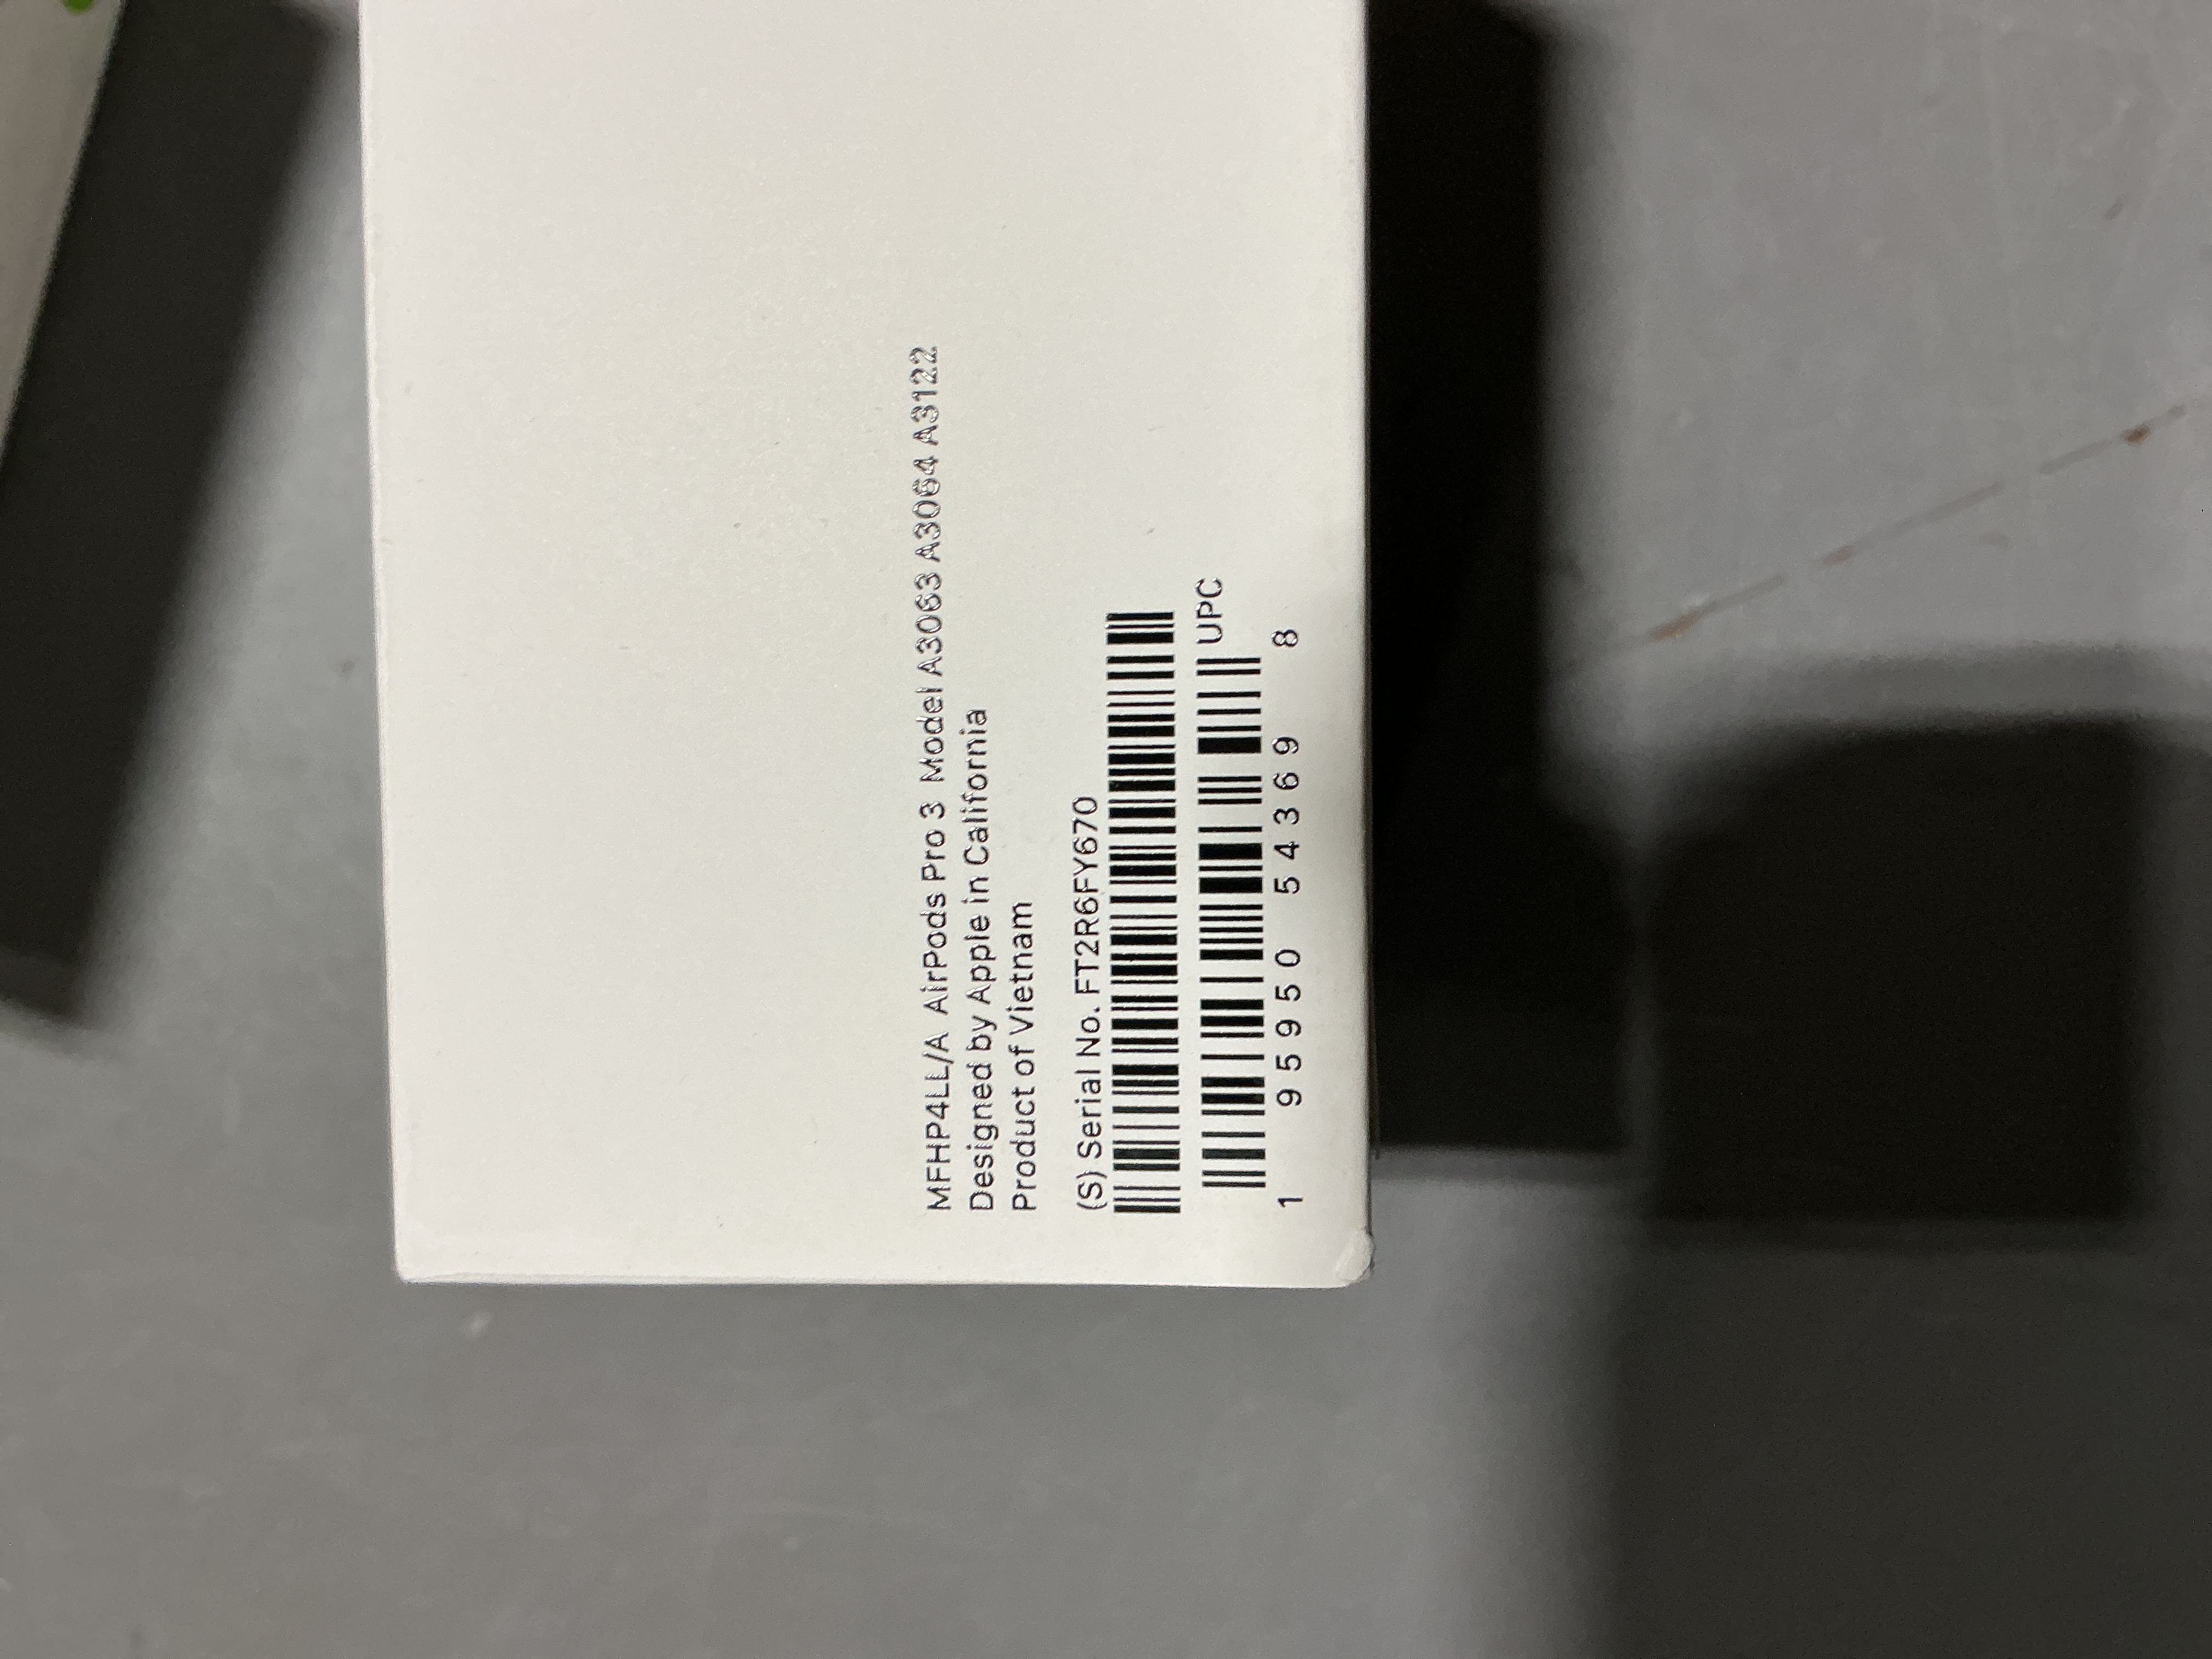 MFHP4LL/A AirPods Pro 3 Model A3063 A3064 A3122
Designed by Apple in California
Product of Vietnam
(S) Serial No. FT2R6FY670
UPC
1 95950 54369 8